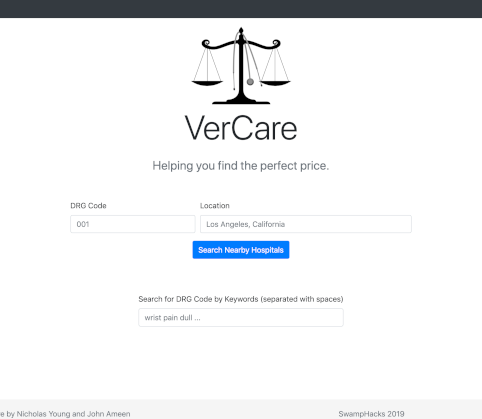 VerCare
Helping you find the perfect price.
DRG Code
Location
001
Los Angeles, California
Search Nearby Hospitals
Search for DRG Code by Keywords (separated with spaces)
wrist pain dull ...
by Nicholas Young and John Ameen
SwampHacks 2019